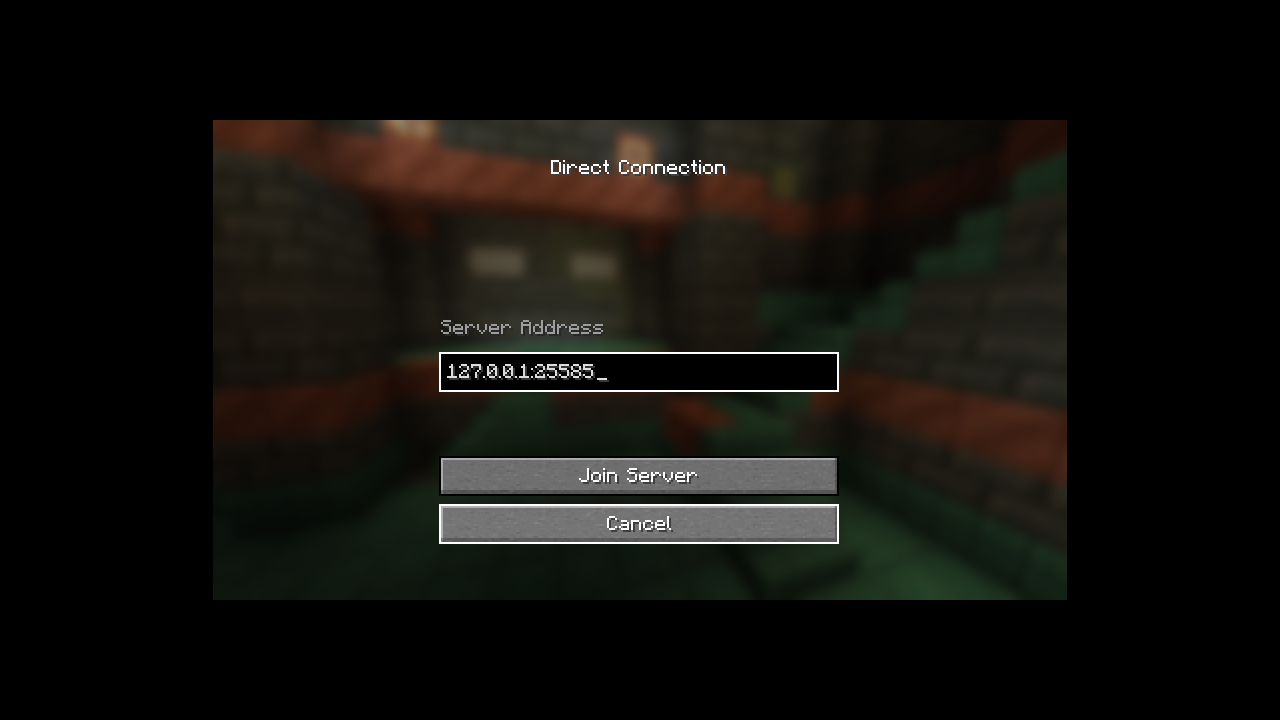 Direct Connection
Server Address
127.0.0.1:25585_
Join Server
Cancel